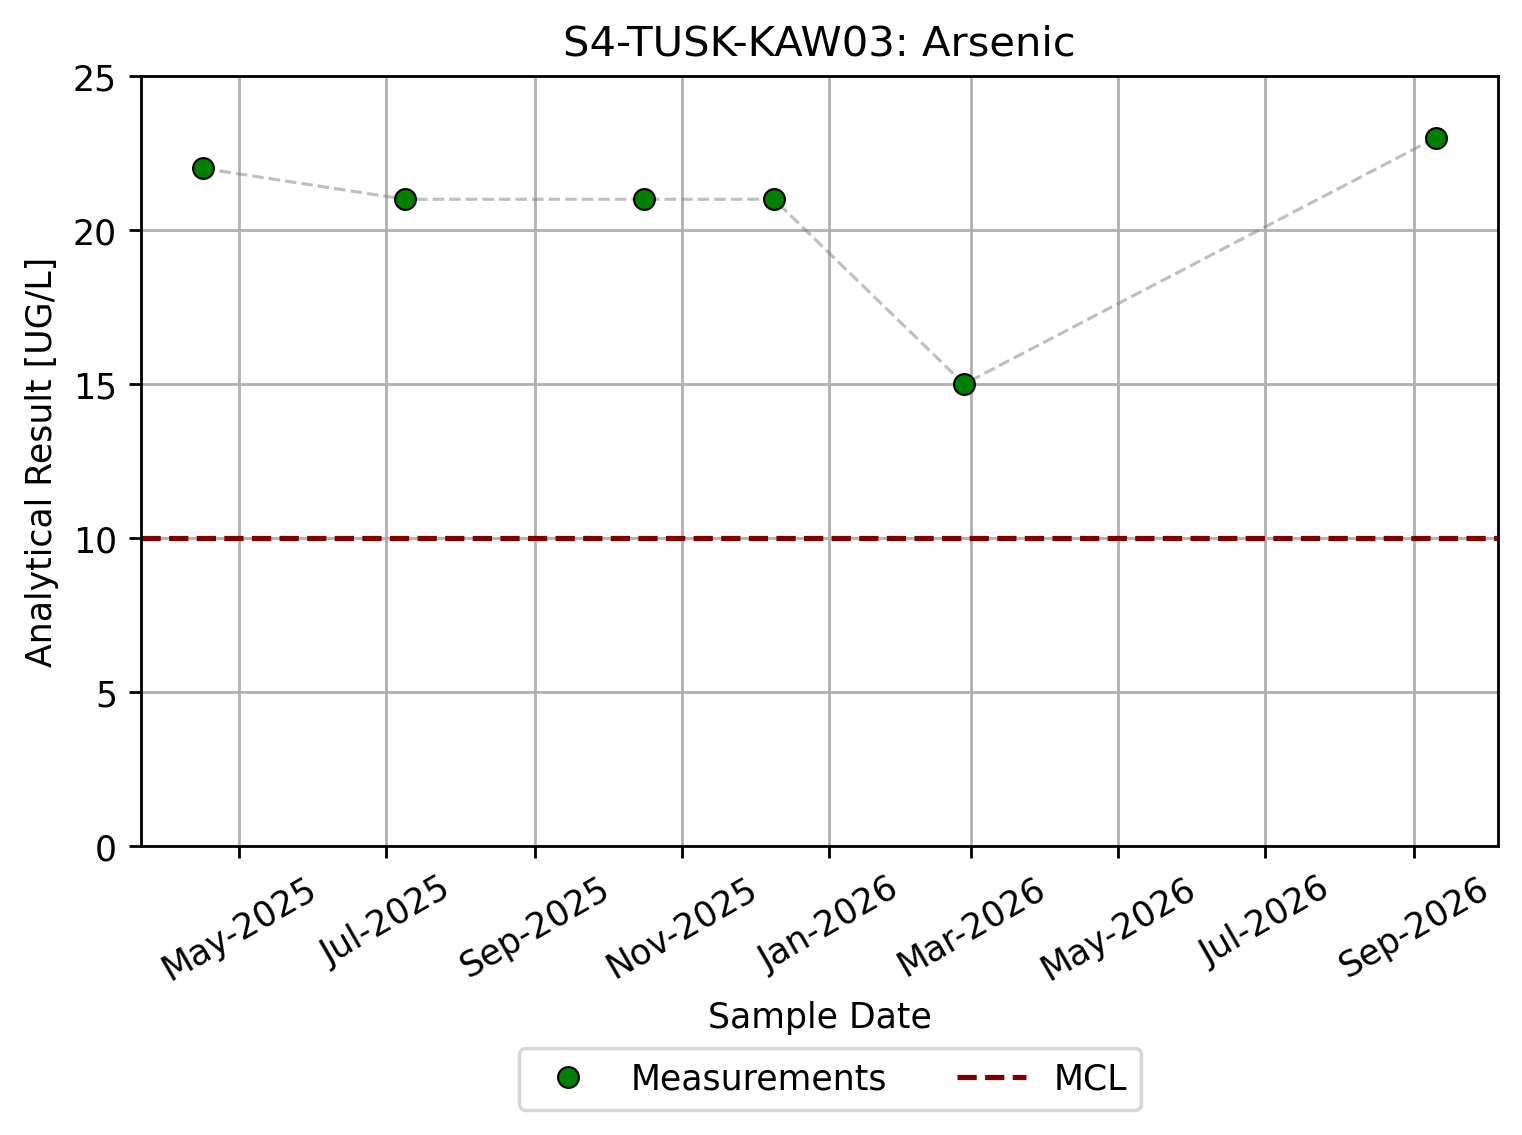 S4-TUSK-KAW03: Arsenic
Analytical Result [UG/L]
25
20
15
10
5
0
May-2025
Jul-2025
Sep-2025
Nov-2025
Jan-2026
Mar-2026
May-2026
Jul-2026
Sep-2026
Sample Date
Measurements
MCL